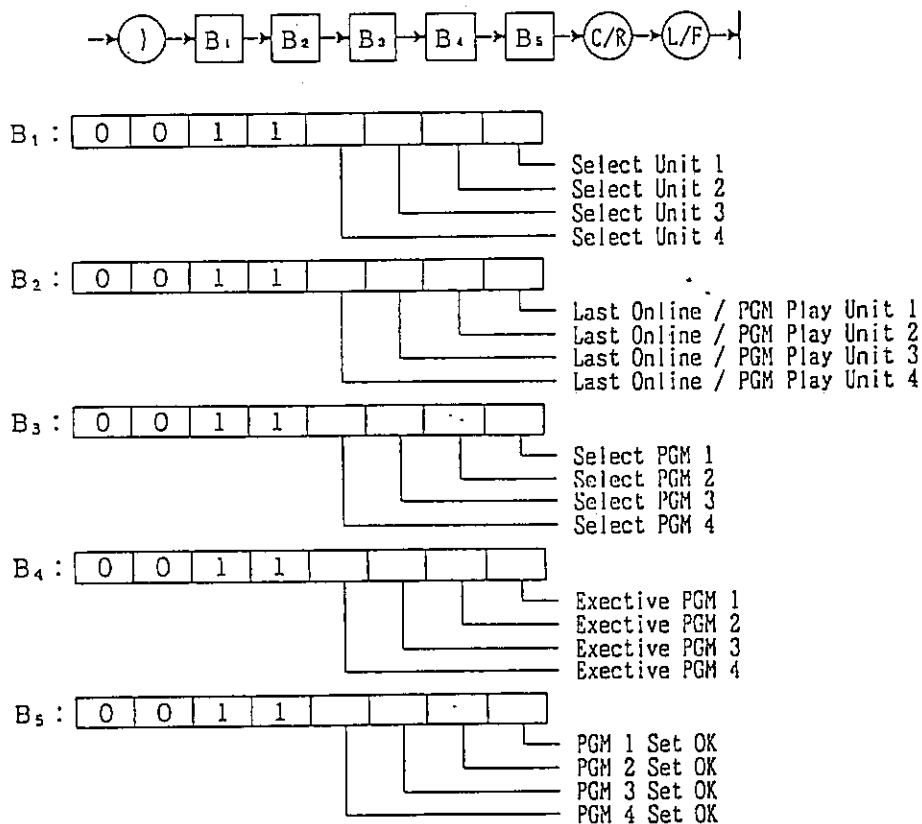 ) B₁ B₂ B₃ B₄ B₅ C/R L/F
B₁ : 0 0 1 1
Select Unit 1
Select Unit 2
Select Unit 3
Select Unit 4
B₂ : 0 0 1 1
Last Online / PGM Play Unit 1
Last Online / PGM Play Unit 2
Last Online / PGM Play Unit 3
Last Online / PGM Play Unit 4
B₃ : 0 0 1 1
Select PGM 1
Select PGM 2
Select PGM 3
Select PGM 4
B₄ : 0 0 1 1
Exective PGM 1
Exective PGM 2
Exective PGM 3
Exective PGM 4
B₅ : 0 0 1 1
PGM 1 Set OK
PGM 2 Set OK
PGM 3 Set OK
PGM 4 Set OK